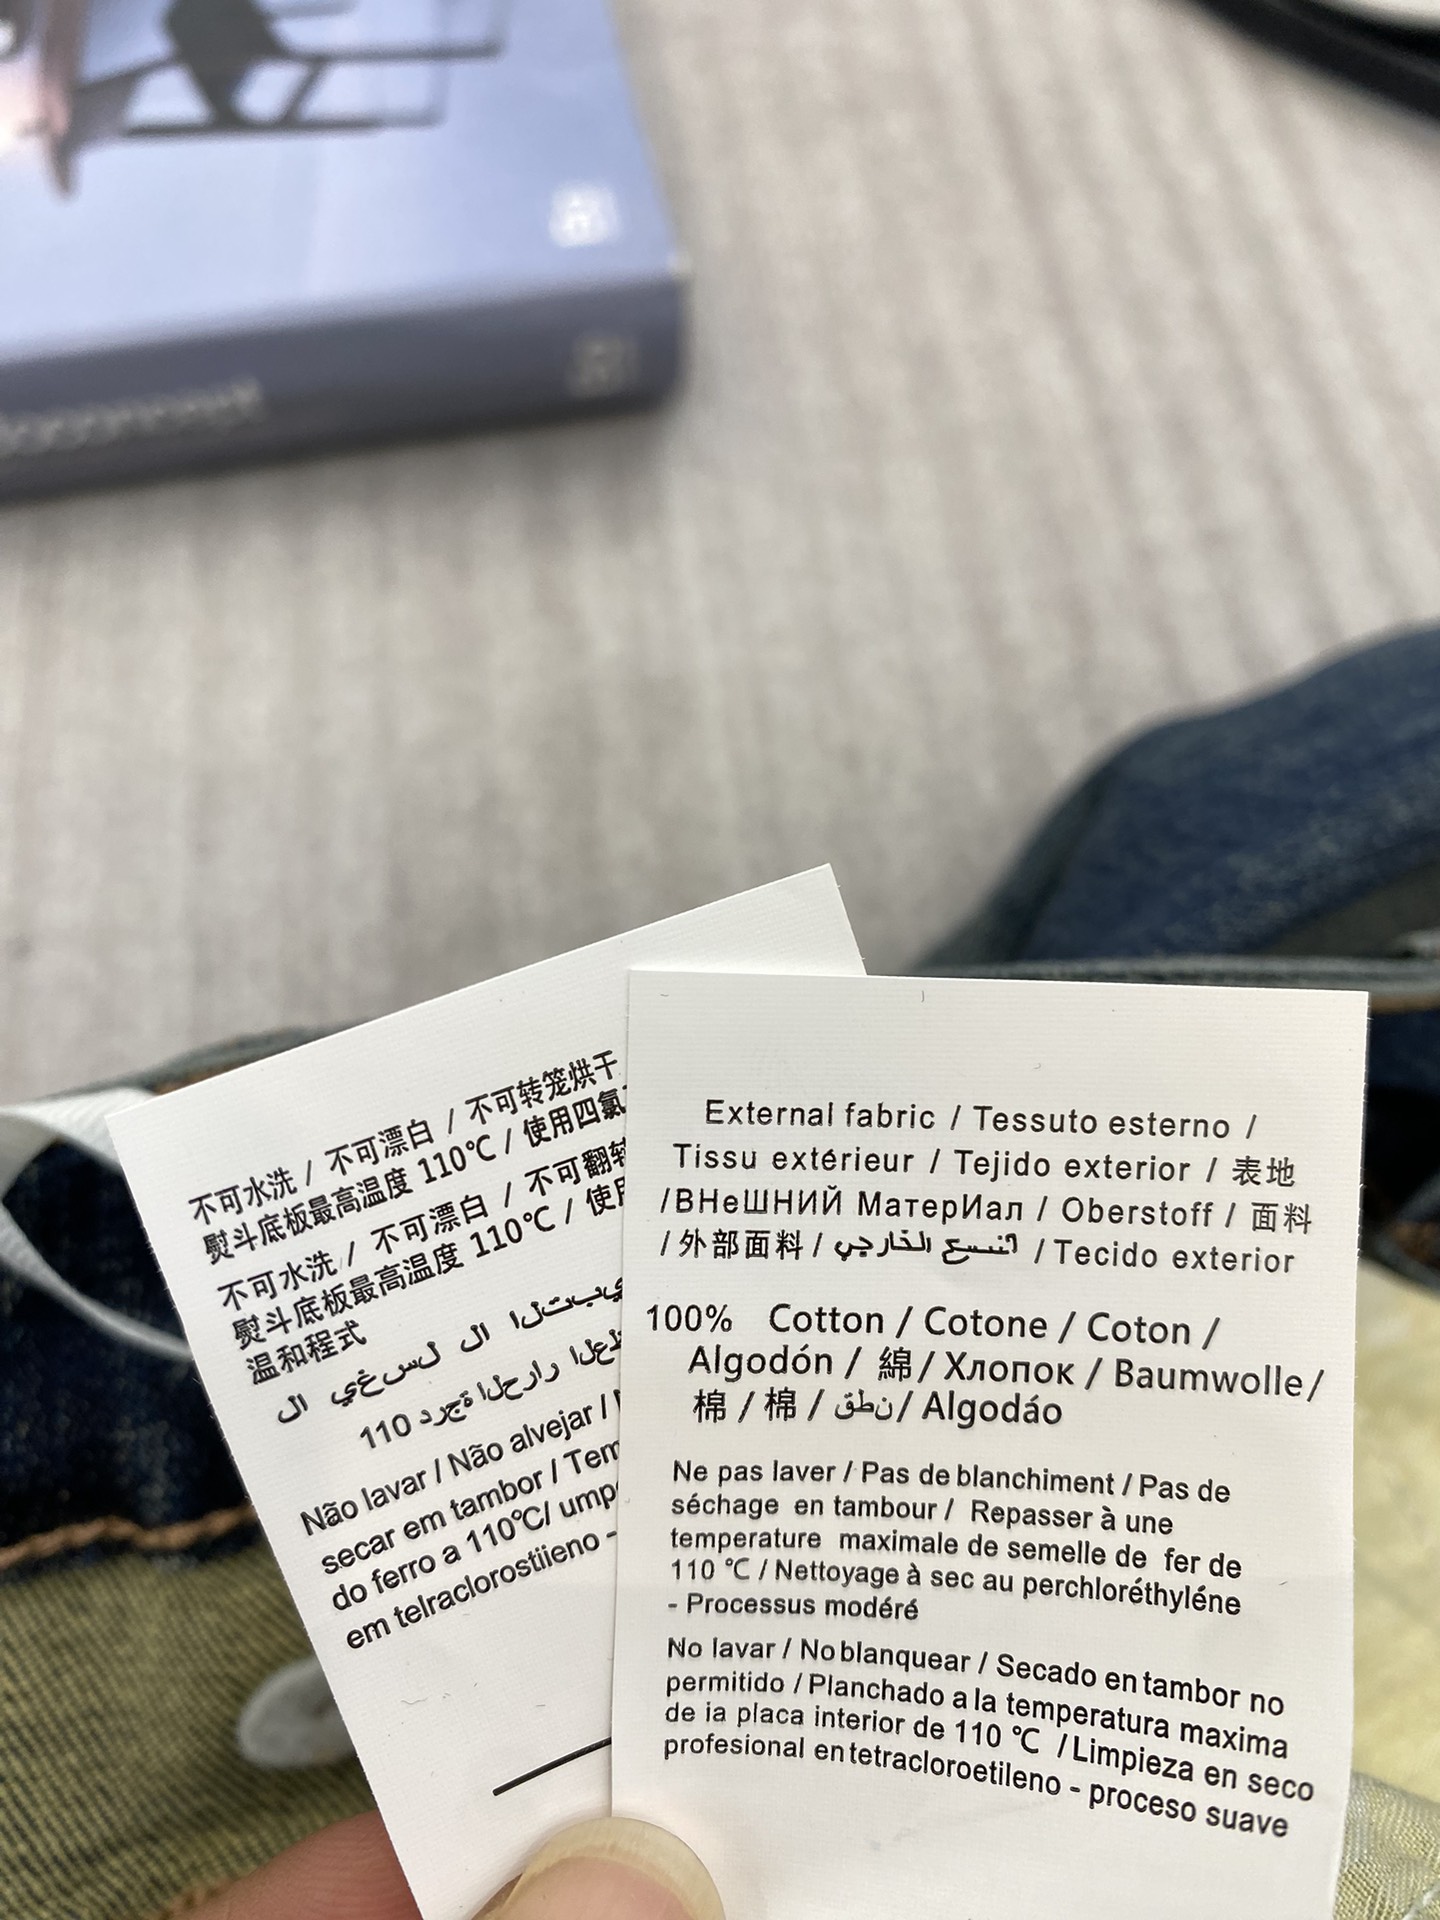 不可水洗 / 不可漂白 / 不可转笼烘干
熨斗底板最高温度 110℃ / 使用四氯
不可水洗 / 不可漂白 / 不可翻转
熨斗底板最高温度 110℃ / 使用
温和程式
110
Não lavar / Não alvejar /
secar em tambor / Tem
do ferro a 110℃/ ump
em telraclorostiieno -
External fabric / Tessuto esterno /
Tissu extérieur / Tejido exterior / 表地
/ВНеШНИЙ МатерИал / Oberstoff / 面料
/ 外部面料 / / Tecido exterior
100% Cotton / Cotone / Coton /
Algodón / 綿 / Хлопок / Baumwolle/
棉 / 棉 / نطق / Algodáo
Ne pas laver / Pas de blanchiment / Pas de
séchage en tambour / Repasser à une
temperature maximale de semelle de fer de
110 ℃ / Nettoyage à sec au perchloréthyléne
- Processus modéré
No lavar / No blanquear / Secado en tambor no
permitido / Planchado a la temperatura maxima
de ia placa interior de 110 ℃ / Limpieza en seco
profesional en tetracloroetileno - proceso suave